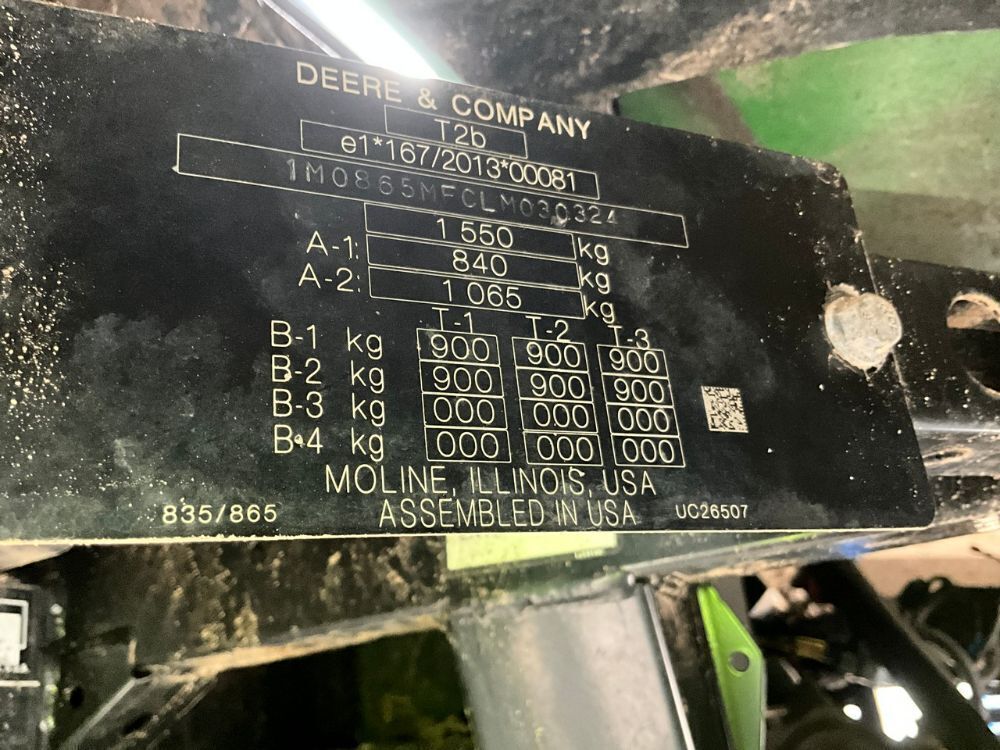 DEERE & COMPANY
T2b
e1*167/2013*00081
1M0865MFCLM030324
1 550 kg
A-1: 840 kg
A-2: 1 065 kg
T-1 T-2 T-3
B-1 kg 900 900 900
B-2 kg 900 900 900
B-3 kg 000 000 000
B-4 kg 000 000 000
MOLINE, ILLINOIS, USA
835/865 ASSEMBLED IN USA UC26507